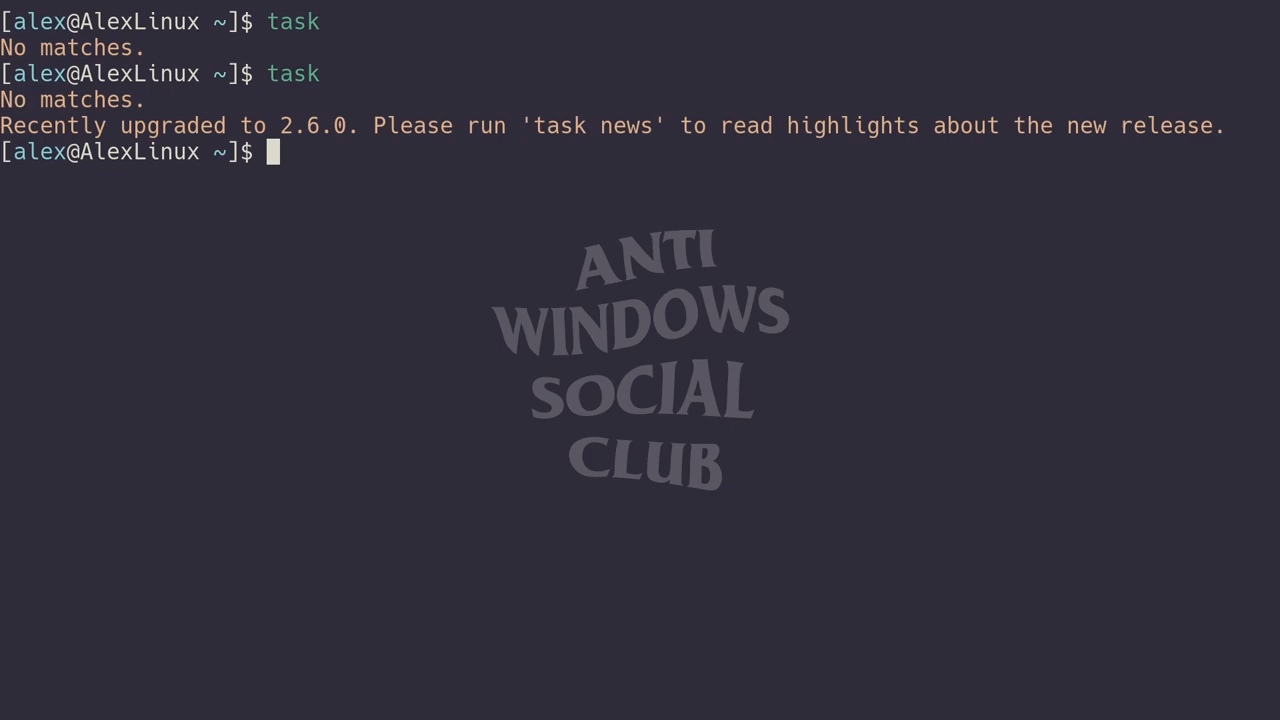 [alex@AlexLinux ~]$ task
No matches.
[alex@AlexLinux ~]$ task
No matches.
Recently upgraded to 2.6.0. Please run 'task news' to read highlights about the new release.
[alex@AlexLinux ~]$
ANTI
WINDOWS
SOCIAL
CLUB